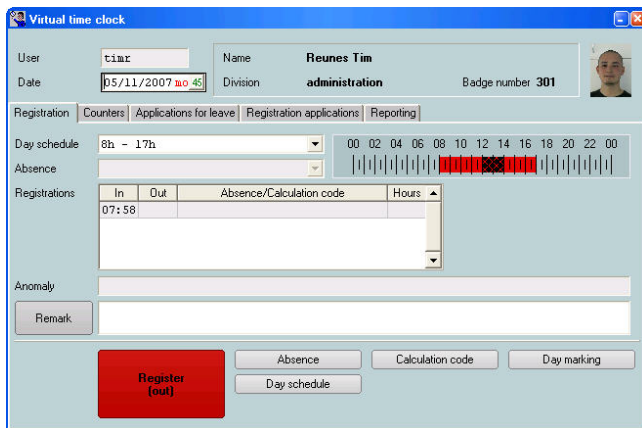 Virtual time clock
User timr Name Reunes Tim
Date 05/11/2007 mo 45 Division administration Badge number 301
Registration Counters Applications for leave Registration applications Reporting
Day schedule 8h - 17h 00 02 04 06 08 10 12 14 16 18 20 22 00
Absence
Registrations In Out Absence/Calculation code Hours
07:58
Anomaly
Remark
Register Absence Calculation code Day marking
(out) Day schedule